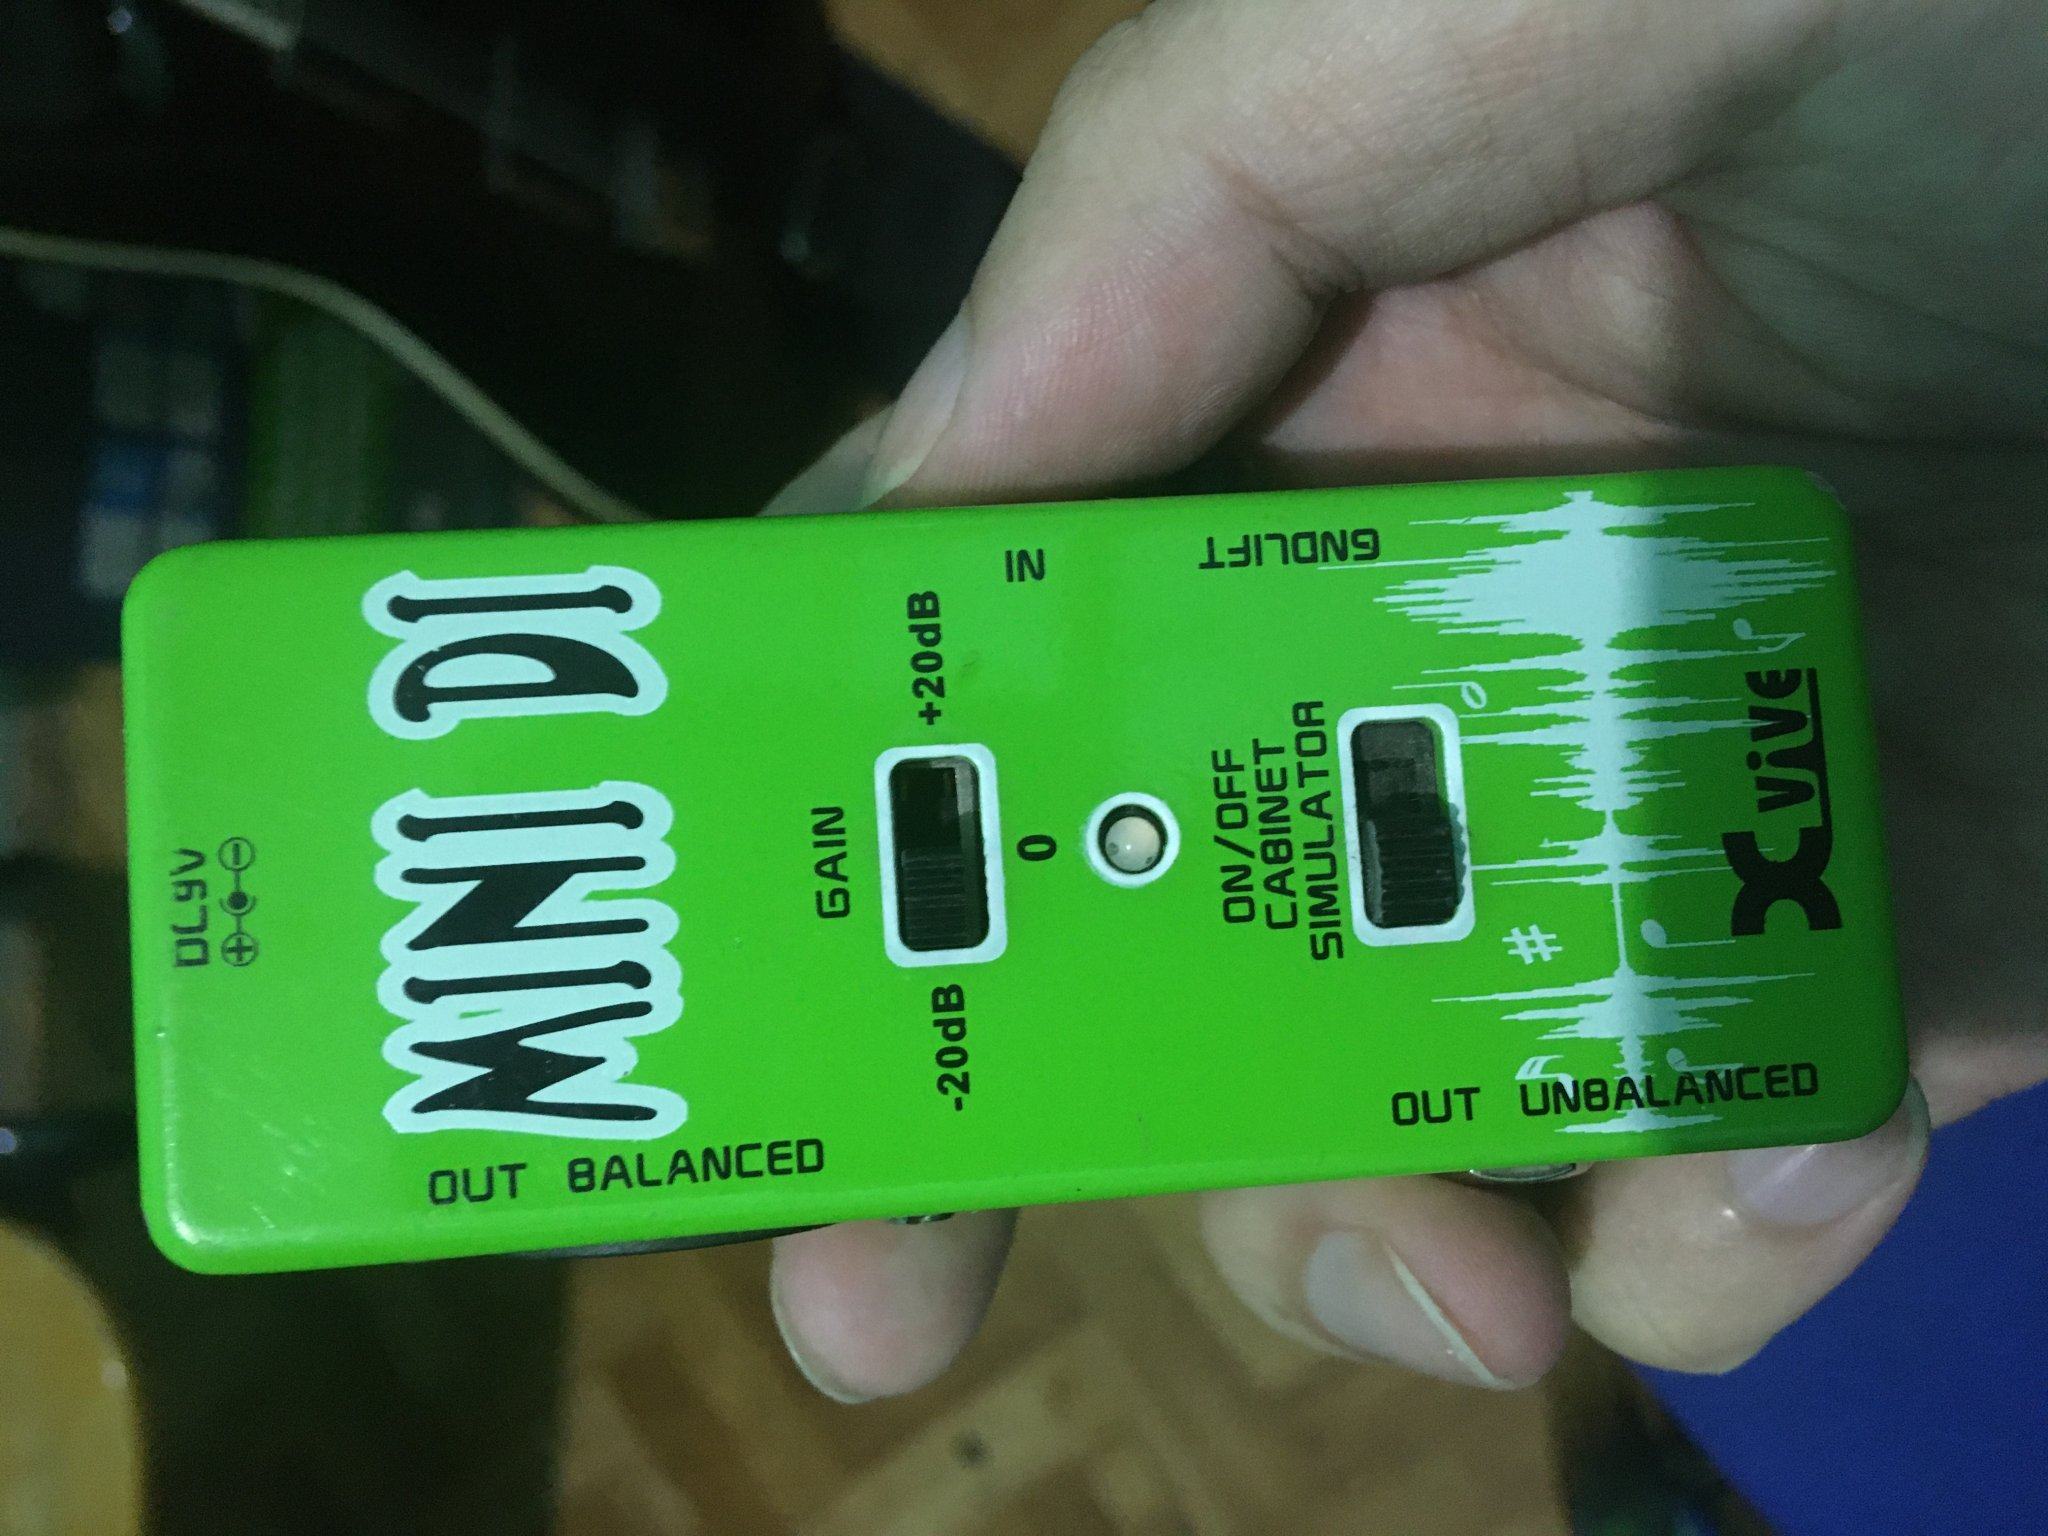 DC9V
MINI DI
OUT BALANCED
GAIN
-20dB
+20dB
0
IN
ON/OFF
CABINET
SIMULATOR
GNDLIFT
OUT UNBALANCED
XViVE